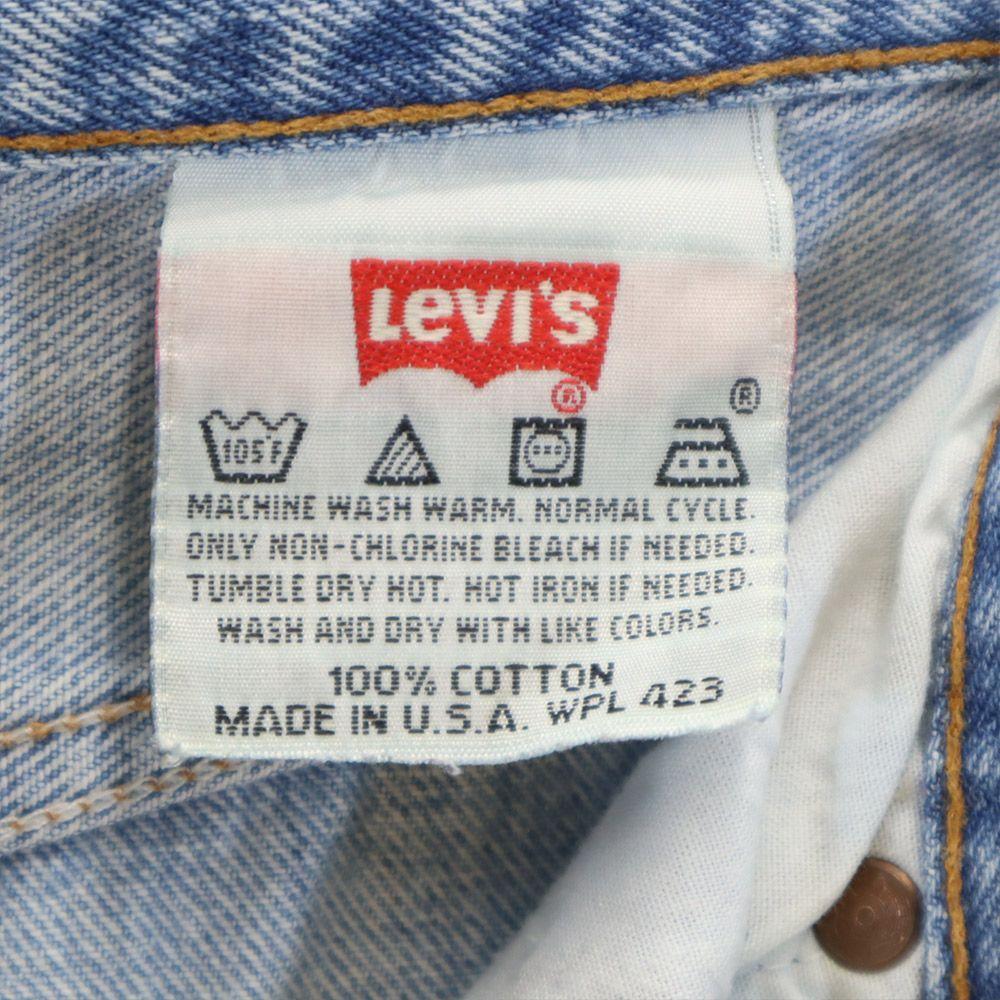 Levi's
®
®
105°F
MACHINE WASH WARM. NORMAL CYCLE.
ONLY NON-CHLORINE BLEACH IF NEEDED.
TUMBLE DRY HOT. HOT IRON IF NEEDED.
WASH AND DRY WITH LIKE COLORS.
100% COTTON
MADE IN U.S.A. WPL 423